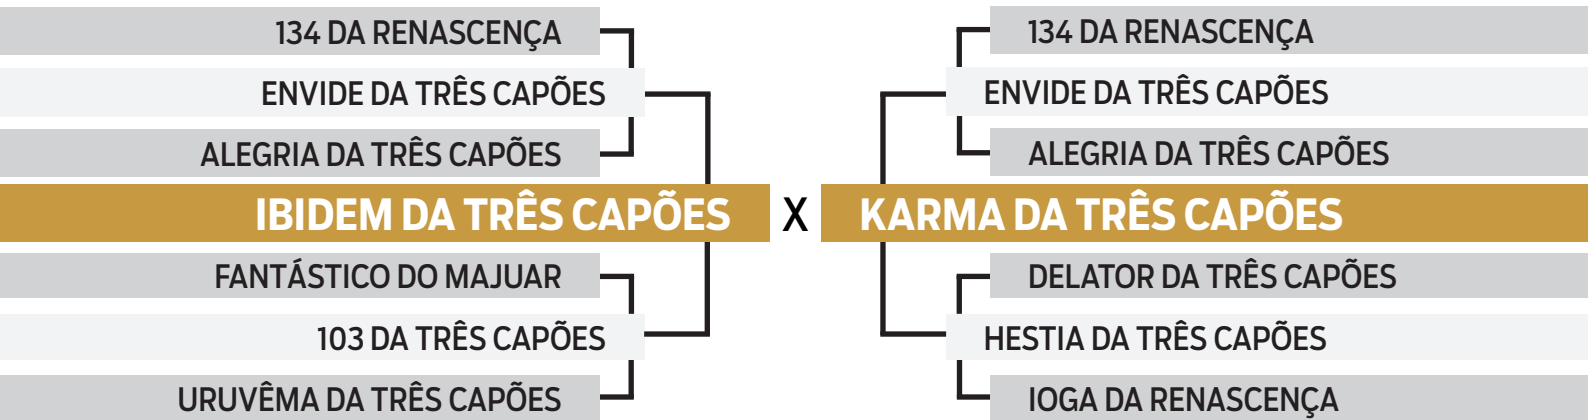 134 DA RENASCENÇA
ENVIDE DA TRÊS CAPÕES
ALEGRIA DA TRÊS CAPÕES
IBIDEM DA TRÊS CAPÕES
FANTÁSTICO DO MAJUAR
103 DA TRÊS CAPÕES
URUVÊMA DA TRÊS CAPÕES
X
134 DA RENASCENÇA
ENVIDE DA TRÊS CAPÕES
ALEGRIA DA TRÊS CAPÕES
KARMA DA TRÊS CAPÕES
DELATOR DA TRÊS CAPÕES
HESTIA DA TRÊS CAPÕES
IOGA DA RENASCENÇA